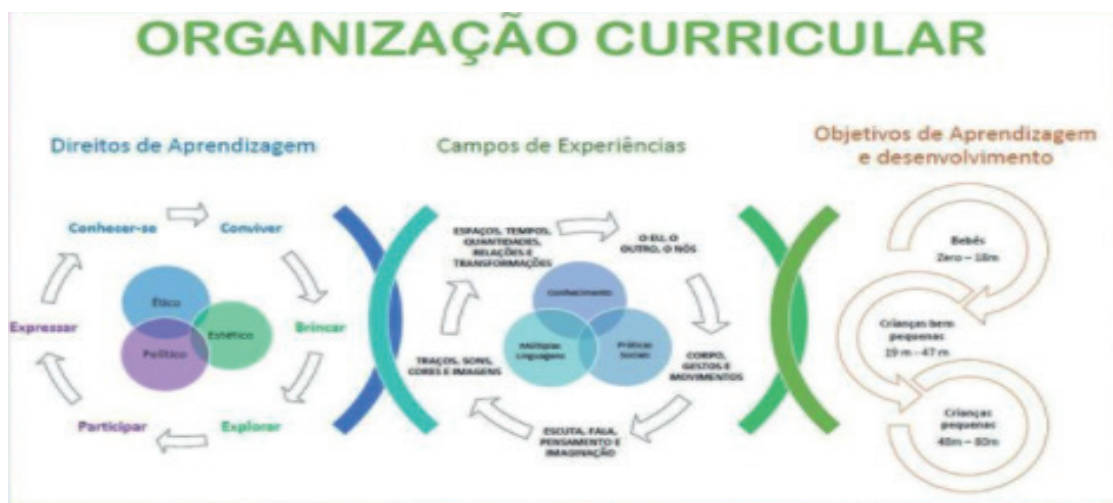 ORGANIZAÇÃO CURRICULAR
Direitos de Aprendizagem
Conhecer-se
Conviver
Expressar
Brincar
Participar
Explorar
Ético
Estético
Político
Campos de Experiências
ESPAÇOS, TEMPOS,
QUANTIDADES,
RELAÇÕES E
TRANSFORMAÇÕES
O EU, O
OUTRO, O NÓS
TRAÇOS, SONS,
CORES E IMAGENS
CORPO,
GESTOS E
MOVIMENTOS
ESCUTA, FALA,
PENSAMENTO E
IMAGINAÇÃO
Conhecimento
Múltiplas
Linguagens
Práticas
Sociais
Objetivos de Aprendizagem
e desenvolvimento
Bebês
Zero – 18m
Crianças bem
pequenas
19 m - 47 m
Crianças
pequenas
48m – 80m